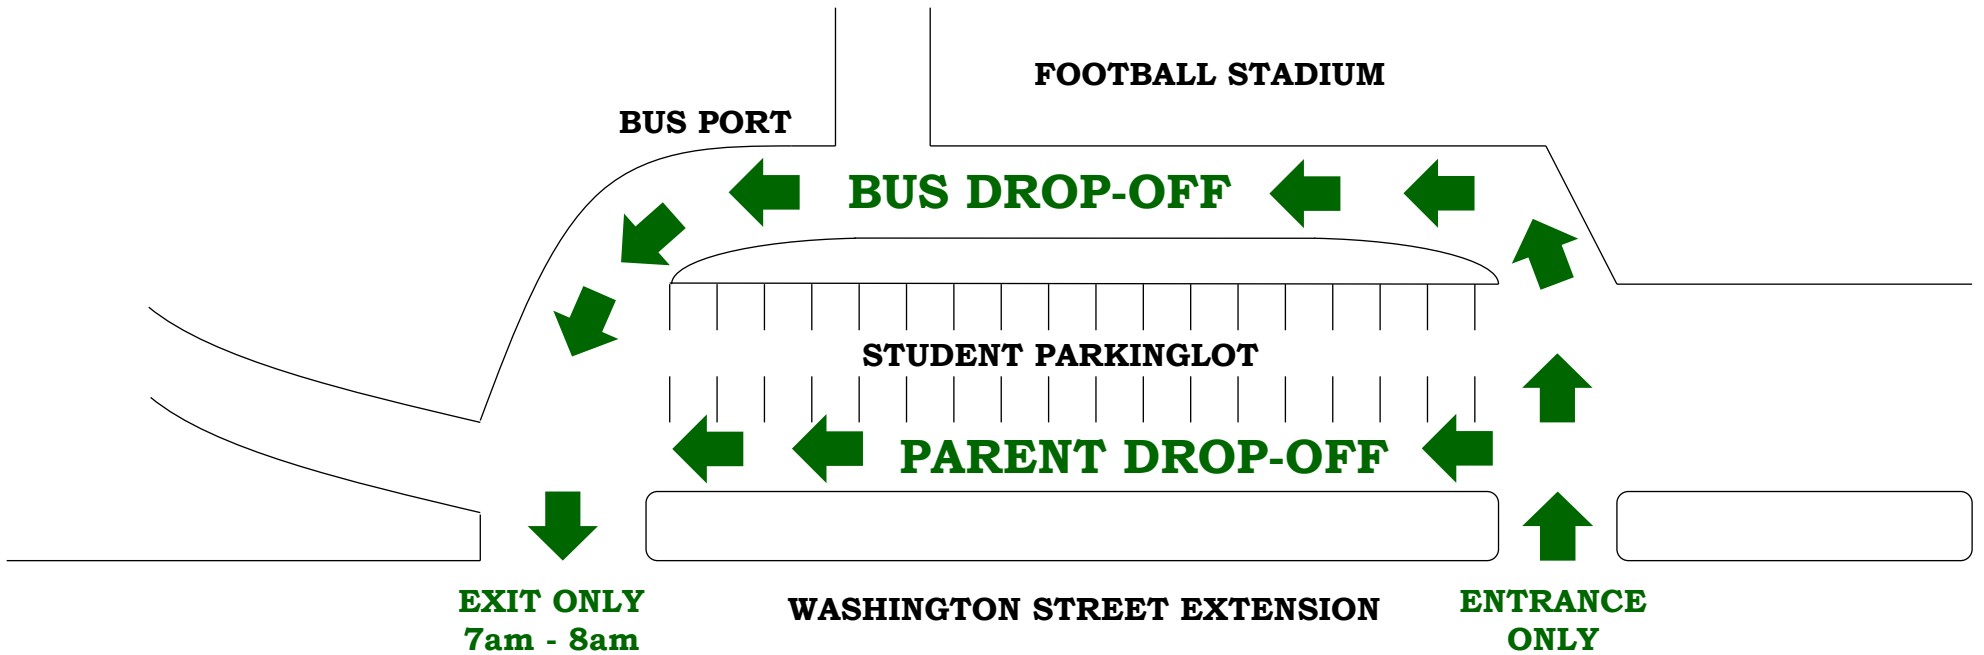 FOOTBALL STADIUM
BUS PORT
BUS DROP-OFF
STUDENT PARKINGLOT
PARENT DROP-OFF
EXIT ONLY
7am - 8am
WASHINGTON STREET EXTENSION
ENTRANCE
ONLY